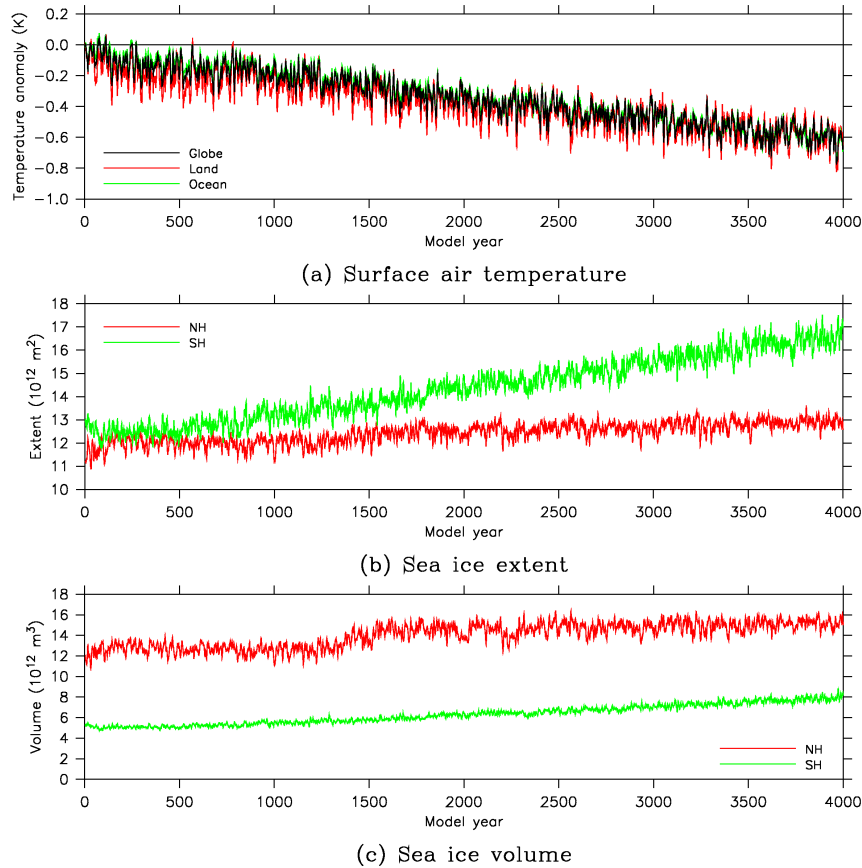 Temperature anomaly (K)
0.2
0.0
−0.2
−0.4
−0.6
−0.8
−1.0
Globe
Land
Ocean
0 500 1000 1500 2000 2500 3000 3500 4000
Model year
(a) Surface air temperature
Extent (10¹² m²)
18
17
16
15
14
13
12
11
10
NH
SH
0 500 1000 1500 2000 2500 3000 3500 4000
Model year
(b) Sea ice extent
Volume (10¹² m³)
18
16
14
12
10
8
6
4
2
0
NH
SH
0 500 1000 1500 2000 2500 3000 3500 4000
Model year
(c) Sea ice volume